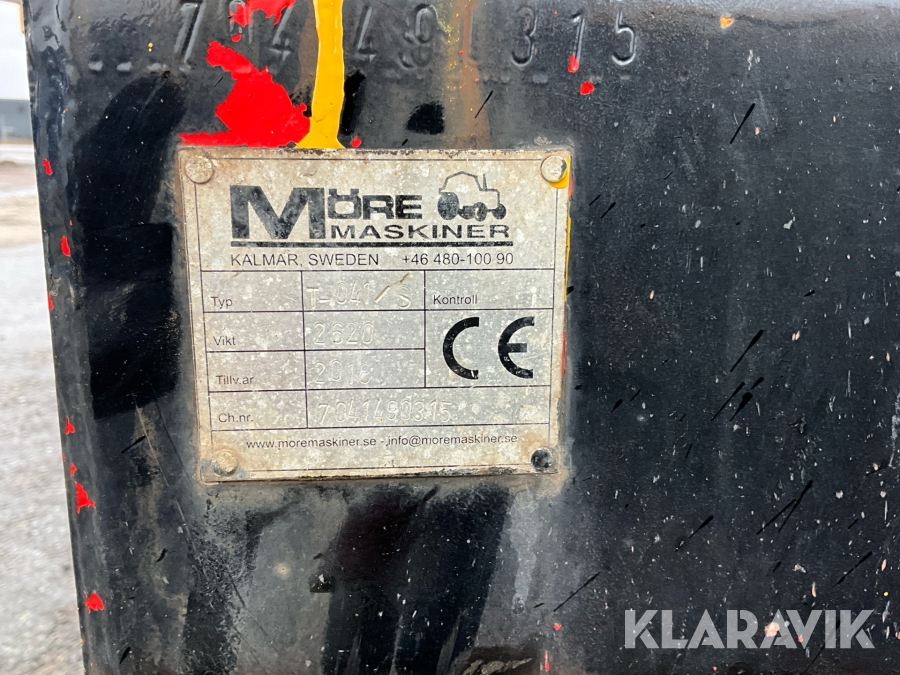 MÖRE
MASKINER
KALMAR, SWEDEN +46 480-100 90
Typ T-041/S Kontroll
Vikt 2620
CE
Tillv.år
Ch.nr.
www.moremaskiner.se - info@moremaskiner.se
KLARAVIK